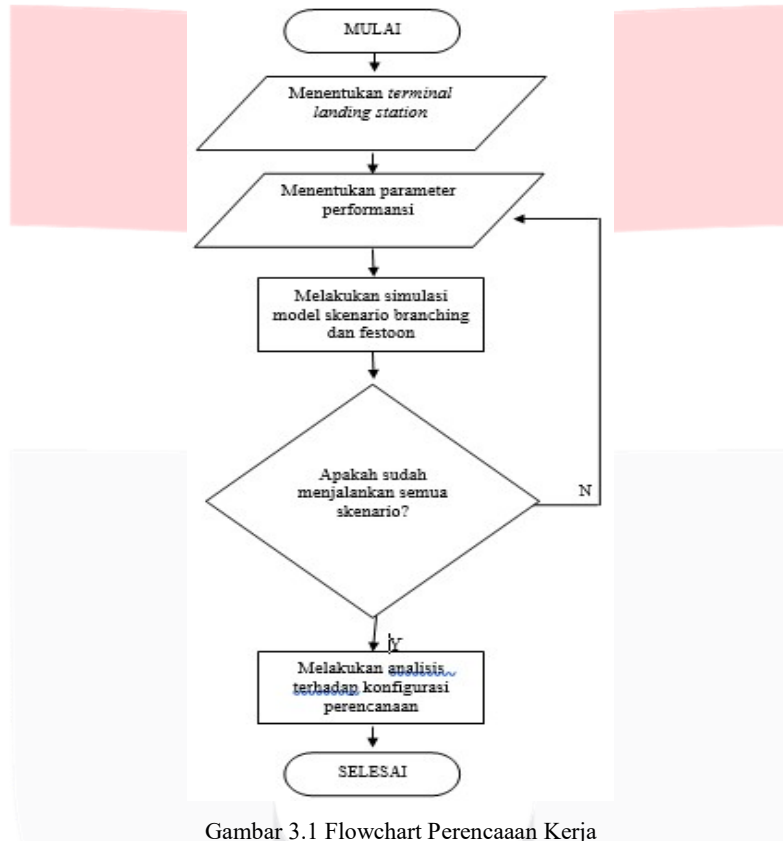 MULAI
Menentukan terminal
landing station
Menentukan parameter
performansi
Melakukan simulasi
model skenario branching
dan festoon
Apakah sudah
menjalankan semua
skenario?
N
Y
Melakukan analisis
terhadap konfigurasi
perencanaan
SELESAI
Gambar 3.1 Flowchart Perencaaan Kerja